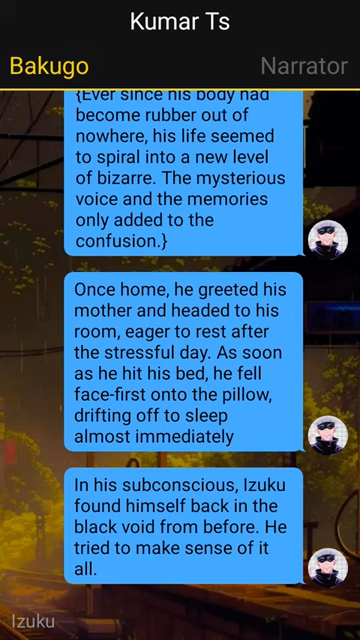 Kumar Ts
Bakugo
Narrator
{Ever since his body had
become rubber out of
nowhere, his life seemed
to spiral into a new level
of bizarre. The mysterious
voice and the memories
only added to the
confusion.}
Once home, he greeted his
mother and headed to his
room, eager to rest after
the stressful day. As soon
as he hit his bed, he fell
face-first onto the pillow,
drifting off to sleep
almost immediately
In his subconscious, Izuku
found himself back in the
black void from before. He
tried to make sense of it
all.
Izuku